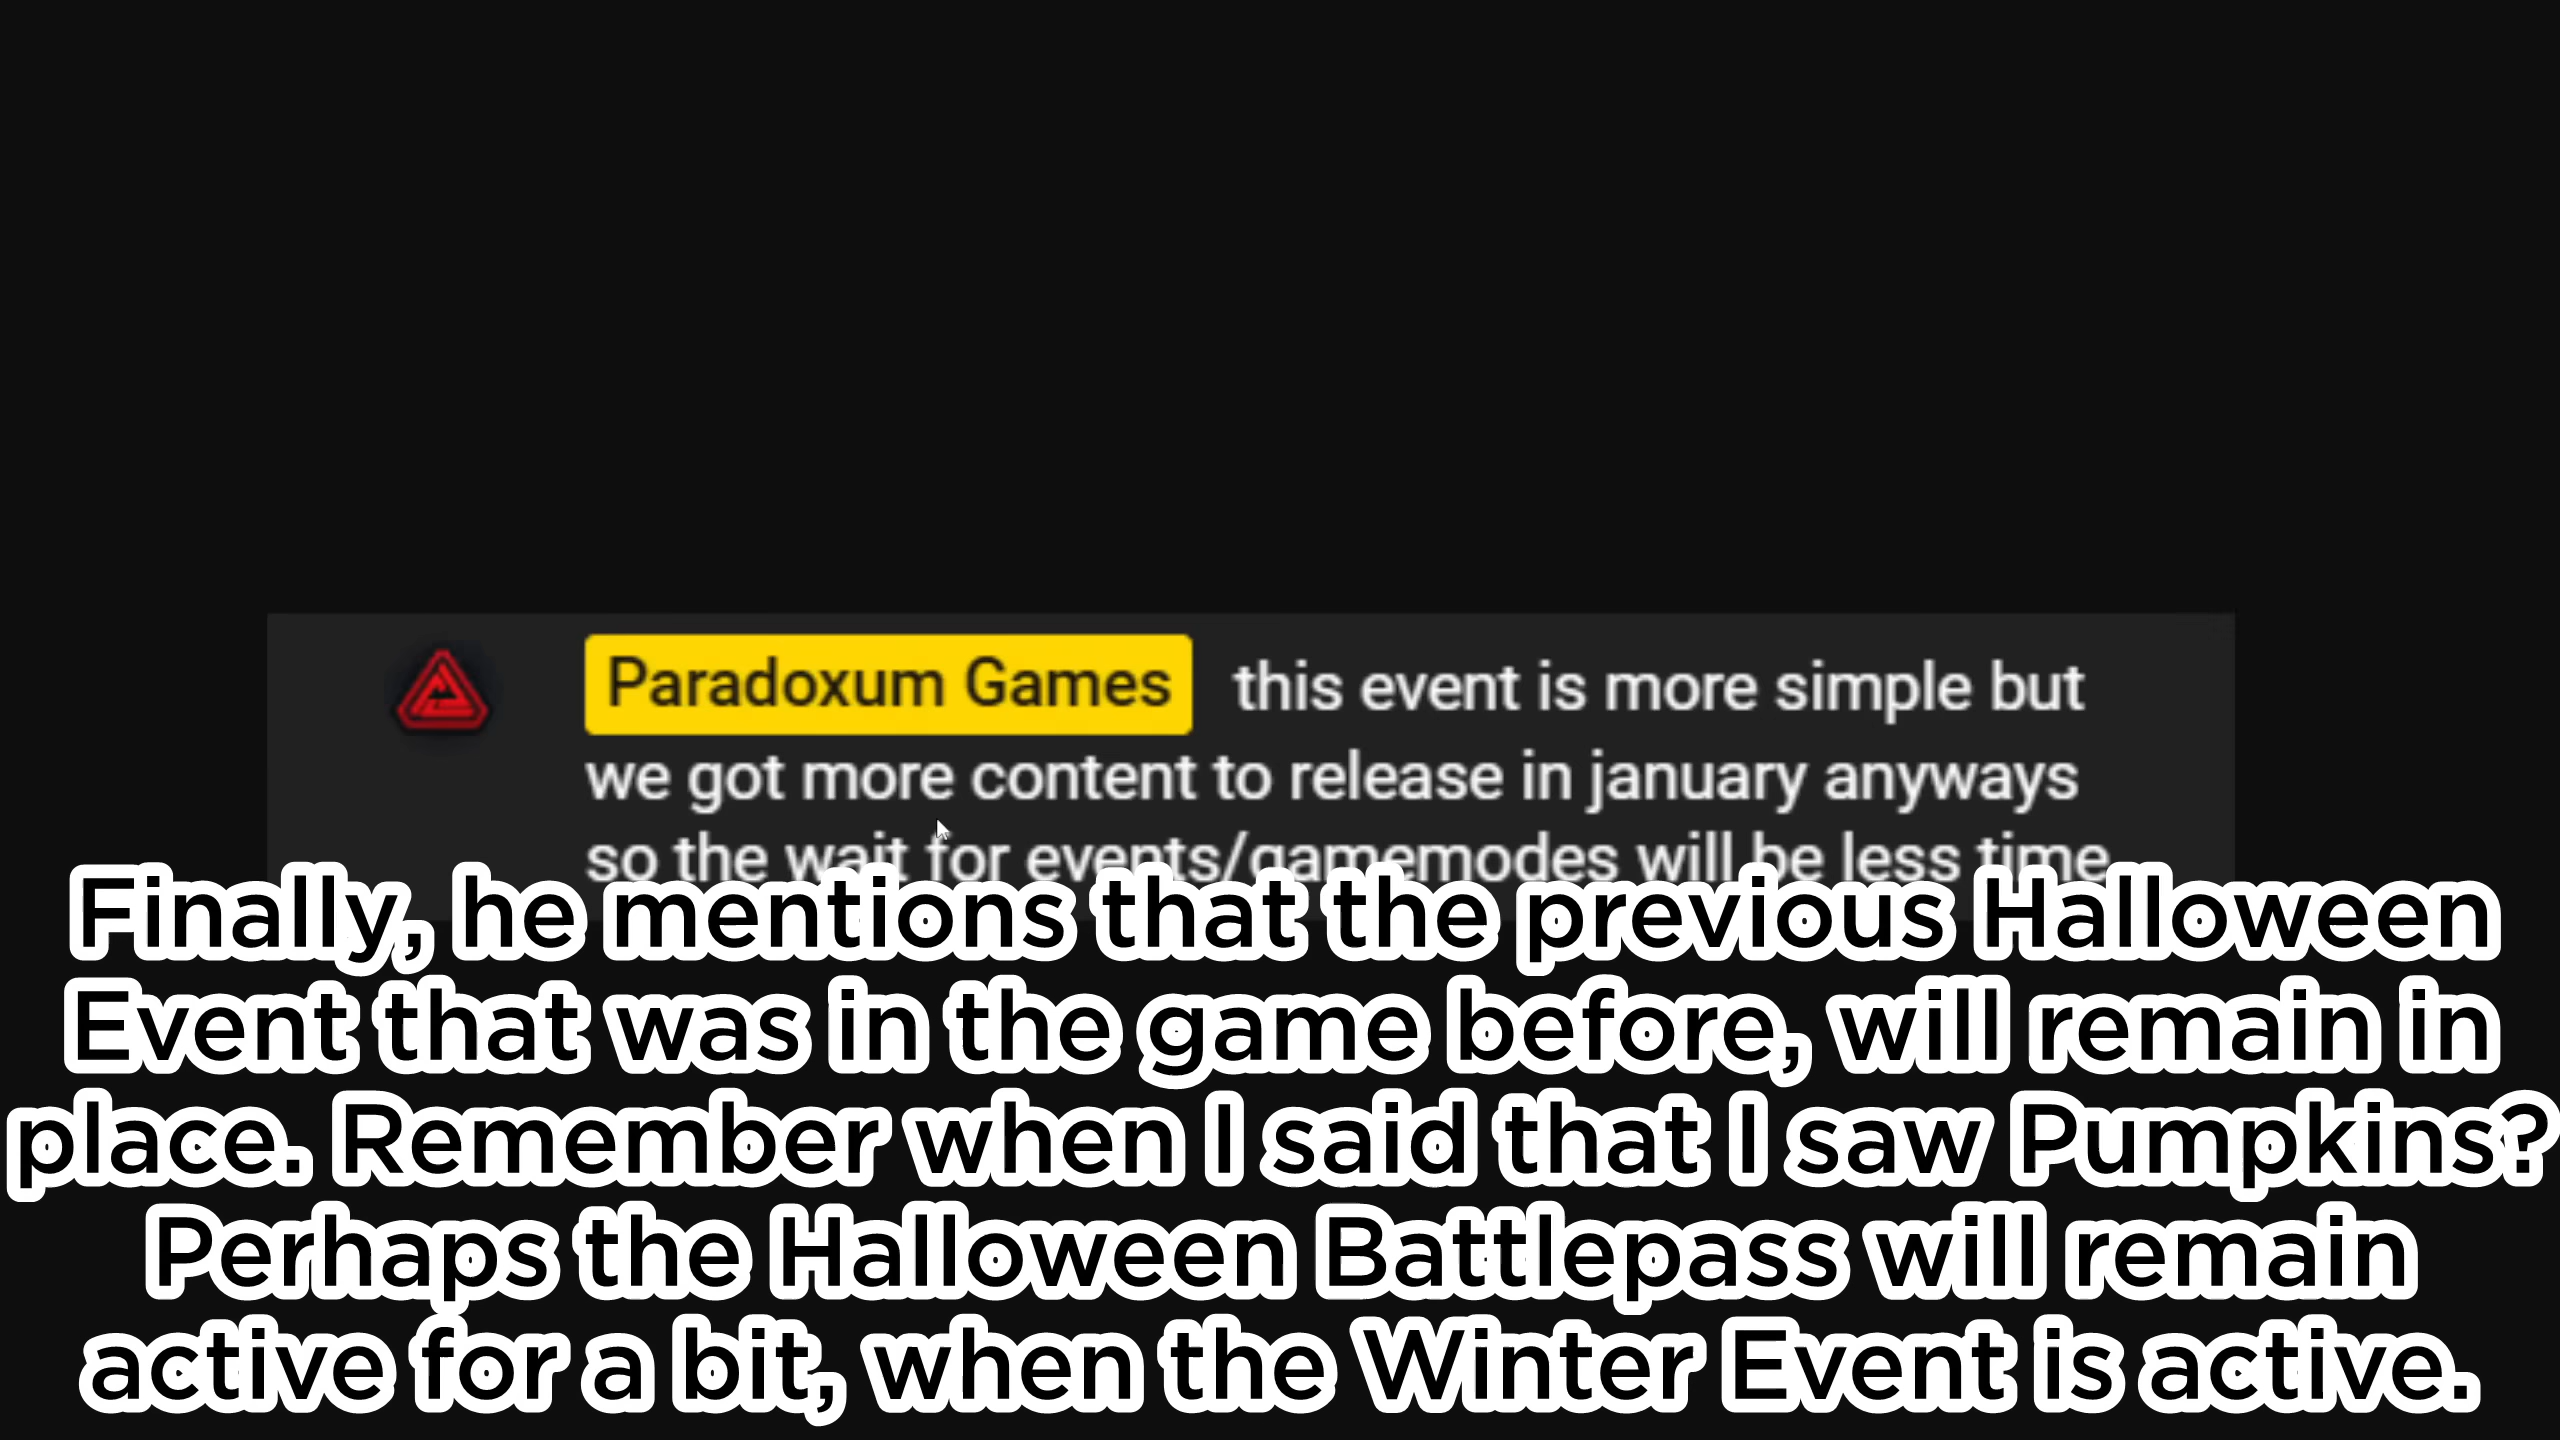 Paradoxum Games this event is more simple but
we got more content to release in january anyways
so the wait for events/gamemodes will be less time
Finally, he mentions that the previous Halloween
Event that was in the game before, will remain in
place. Remember when I said that I saw Pumpkins?
Perhaps the Halloween Battlepass will remain
active for a bit, when the Winter Event is active.